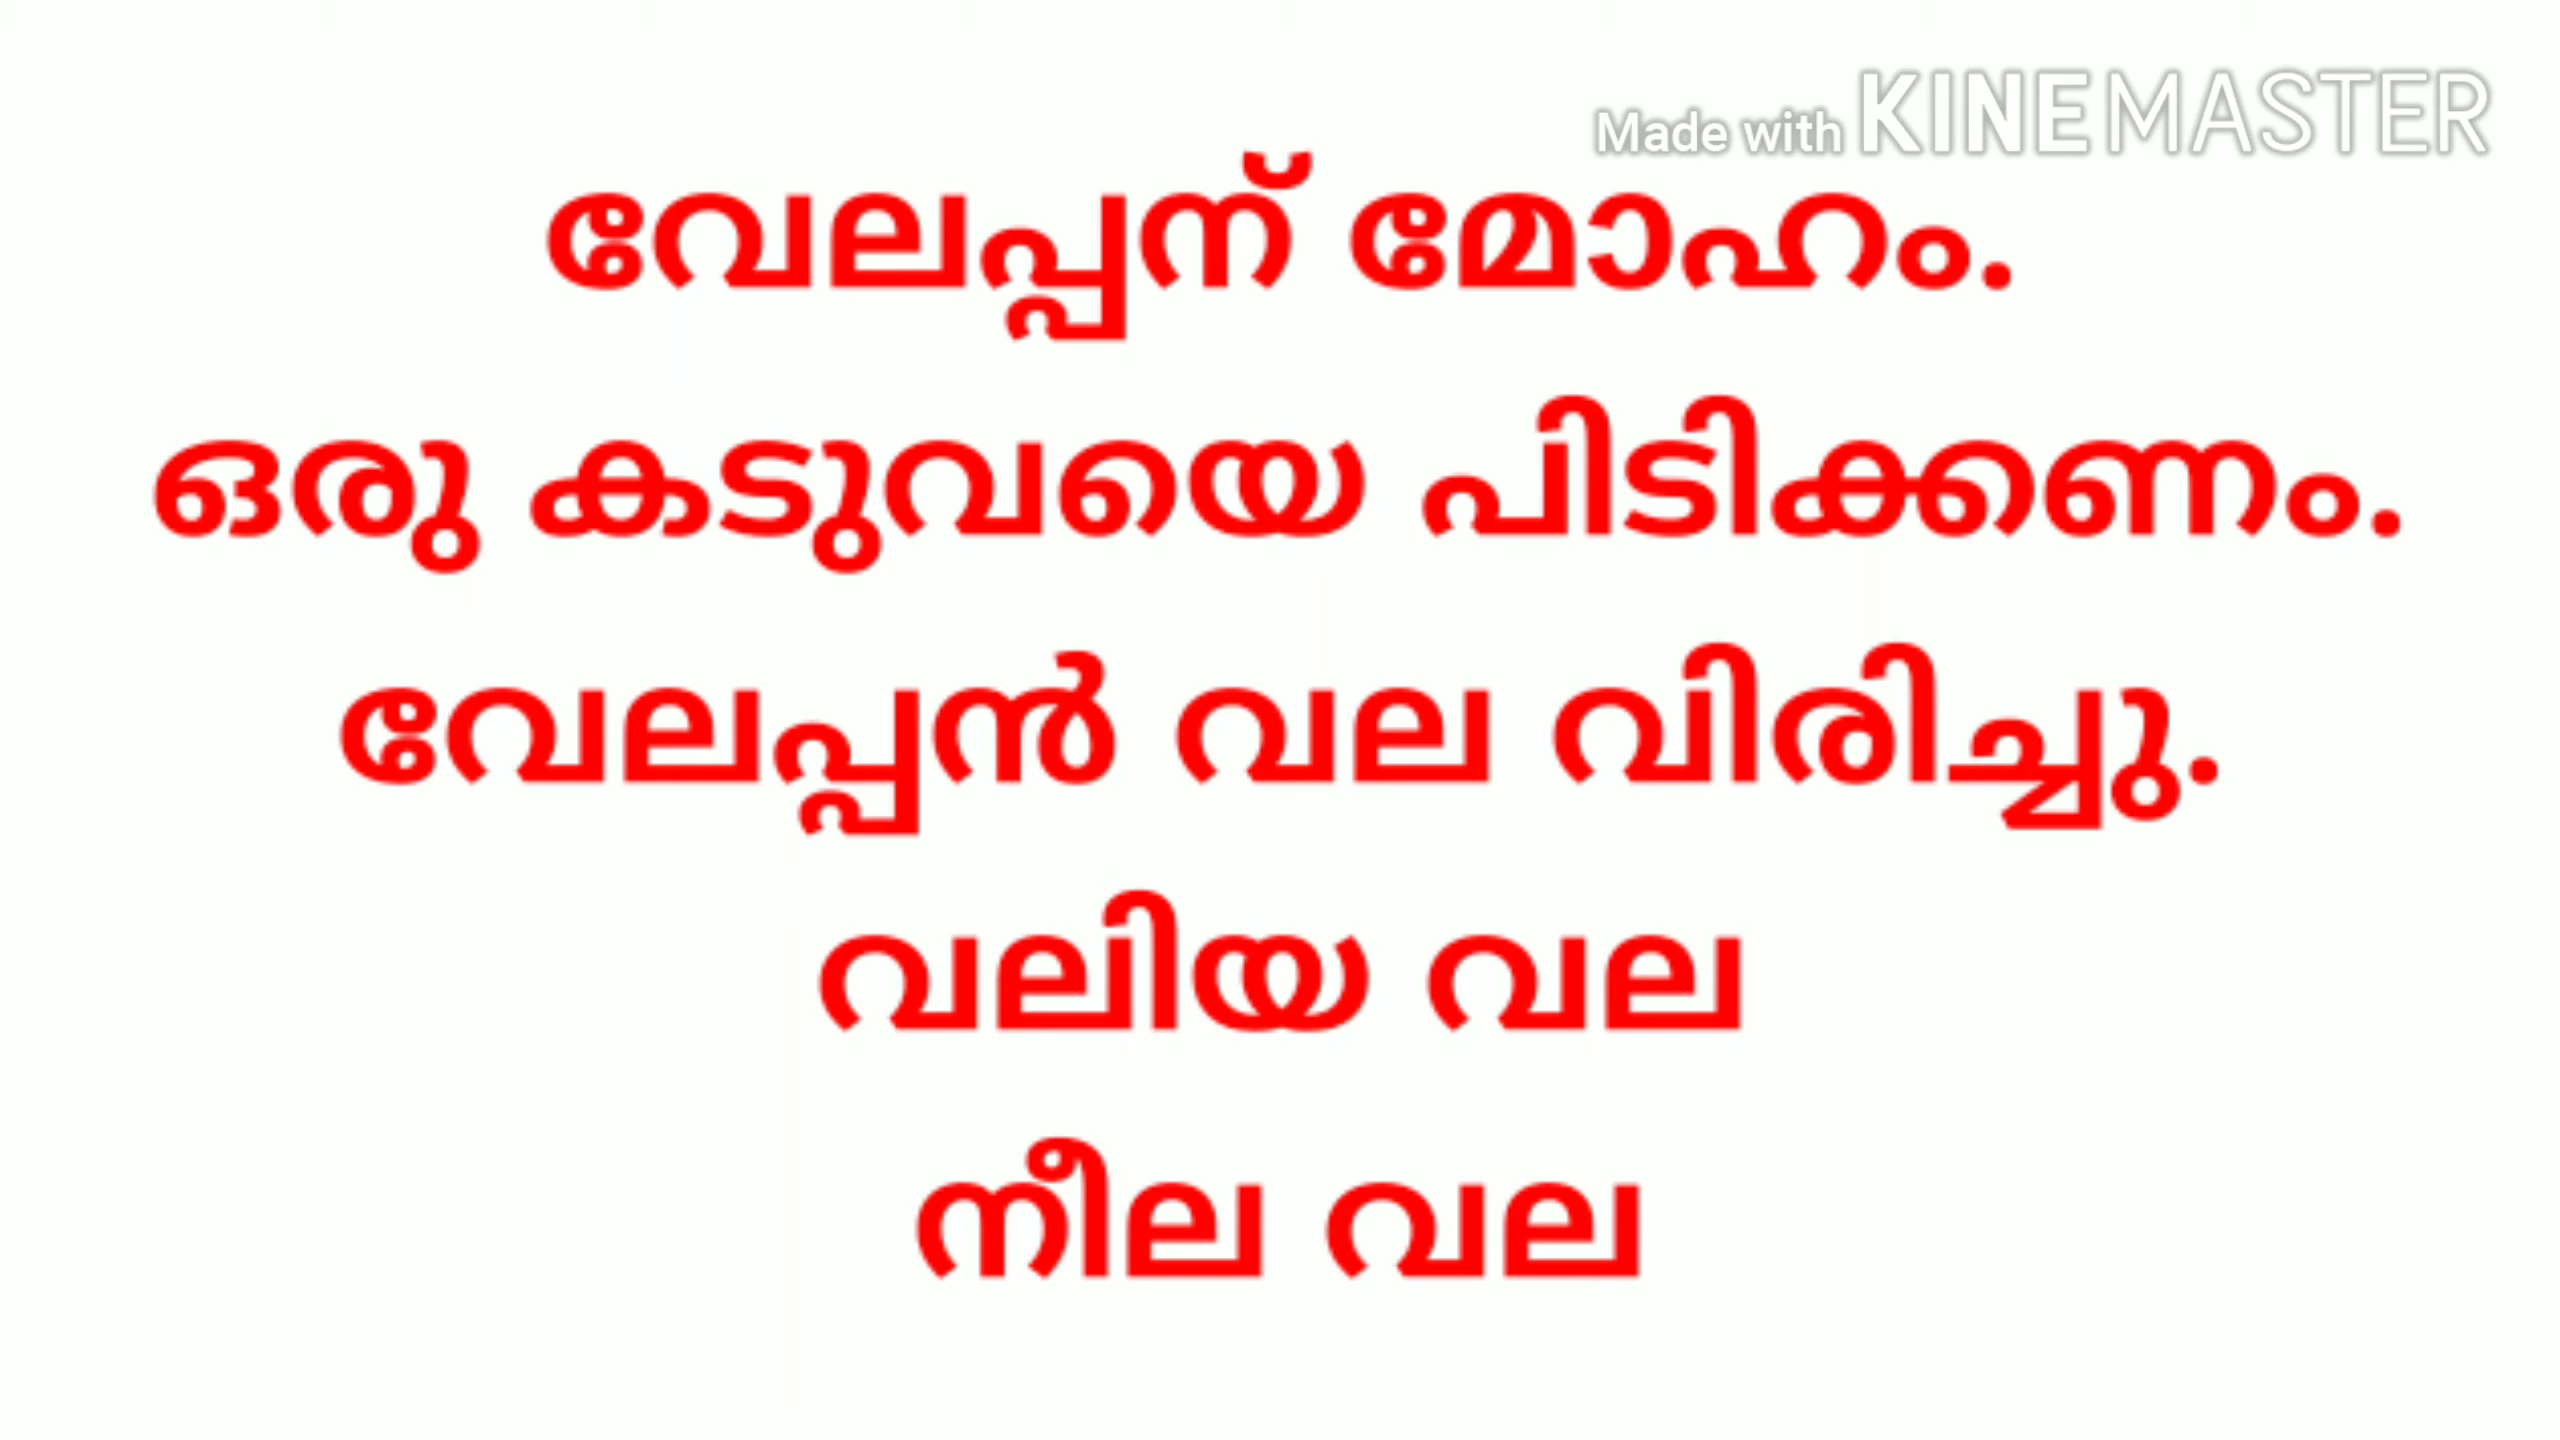 Made with KINEMASTER
വേലപ്പന് മോഹം.
ഒരു കടുവയെ പിടിക്കണം.
വേലപ്പൻ വല വിരിച്ചു.
വലിയ വല
നീല വല